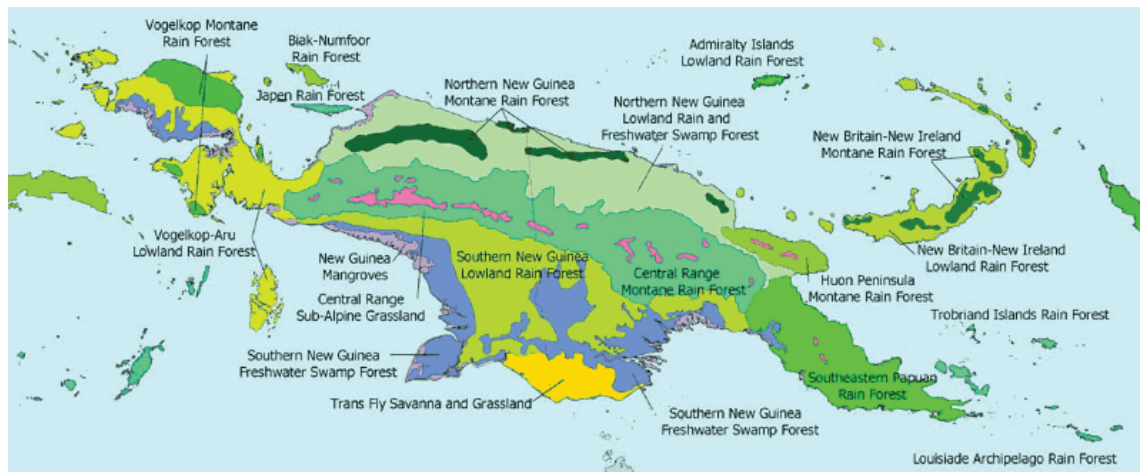 Vogelkop Montane
Rain Forest
Biak-Numfoor
Rain Forest
Japen Rain Forest
Northern New Guinea
Montane Rain Forest
Northern New Guinea
Lowland Rain and
Freshwater Swamp Forest
Admiralty Islands
Lowland Rain Forest
New Britain-New Ireland
Montane Rain Forest
Vogelkop-Aru
Lowland Rain Forest
New Guinea
Mangroves
Central Range
Sub-Alpine Grassland
Southern New Guinea
Lowland Rain Forest
Central Range
Montane Rain Forest
Huon Peninsula
Montane Rain Forest
New Britain-New Ireland
Lowland Rain Forest
Trobriand Islands Rain Forest
Southern New Guinea
Freshwater Swamp Forest
Trans Fly Savanna and Grassland
Southern New Guinea
Freshwater Swamp Forest
Southeastern Papuan
Rain Forest
Louisiade Archipelago Rain Forest